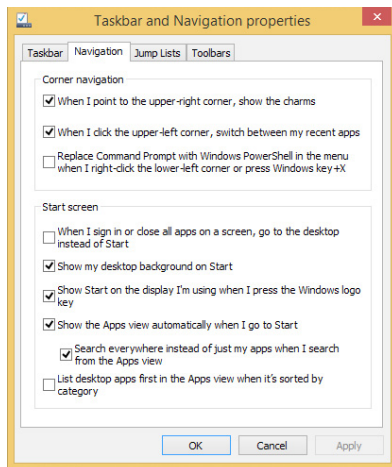 Taskbar and Navigation properties
Taskbar Navigation Jump Lists Toolbars
Corner navigation
When I point to the upper-right corner, show the charms
When I click the upper-left corner, switch between my recent apps
Replace Command Prompt with Windows PowerShell in the menu
when I right-click the lower-left corner or press Windows key+X
Start screen
When I sign in or close all apps on a screen, go to the desktop
instead of Start
Show my desktop background on Start
Show Start on the display I'm using when I press the Windows logo
key
Show the Apps view automatically when I go to Start
Search everywhere instead of just my apps when I search
from the Apps view
List desktop apps first in the Apps view when it's sorted by
category
OK Cancel Apply